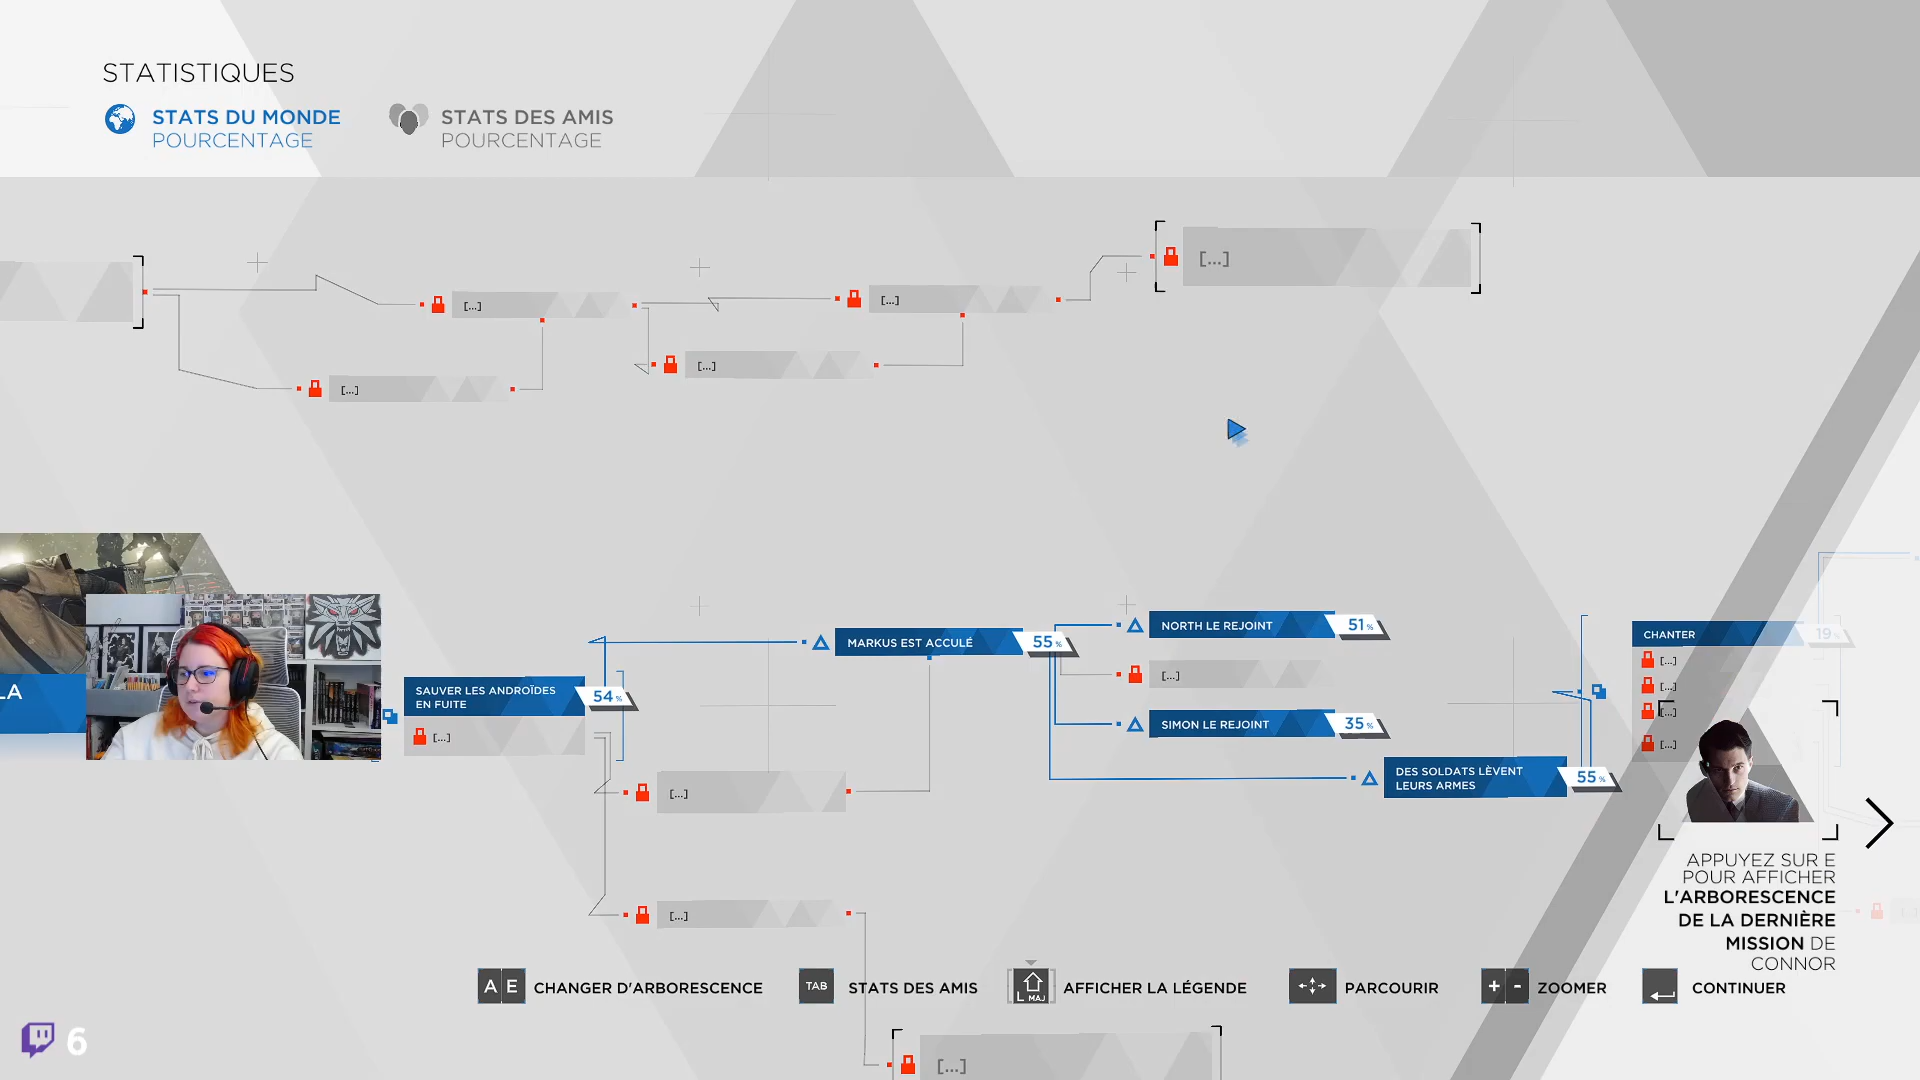 STATISTIQUES
STATS DU MONDE
POURCENTAGE
STATS DES AMIS
POURCENTAGE
[...]
[...]
[...]
[...]
[...]
LA
SAUVER LES ANDROÏDES
EN FUITE
54 %
[...]
MARKUS EST ACCULÉ
55 %
NORTH LE REJOINT
51 %
[...]
SIMON LE REJOINT
35 %
DES SOLDATS LÈVENT
LEURS ARMES
55 %
CHANTER
19 %
[...]
[...]
[...]
[...]
[...]
[...]
APPUYEZ SUR E
POUR AFFICHER
L'ARBORESCENCE
DE LA DERNIÈRE
MISSION DE
CONNOR
A E CHANGER D'ARBORESCENCE
TAB STATS DES AMIS
L MAJ AFFICHER LA LÉGENDE
PARCOURIR
+ - ZOOMER
CONTINUER
6
[...]